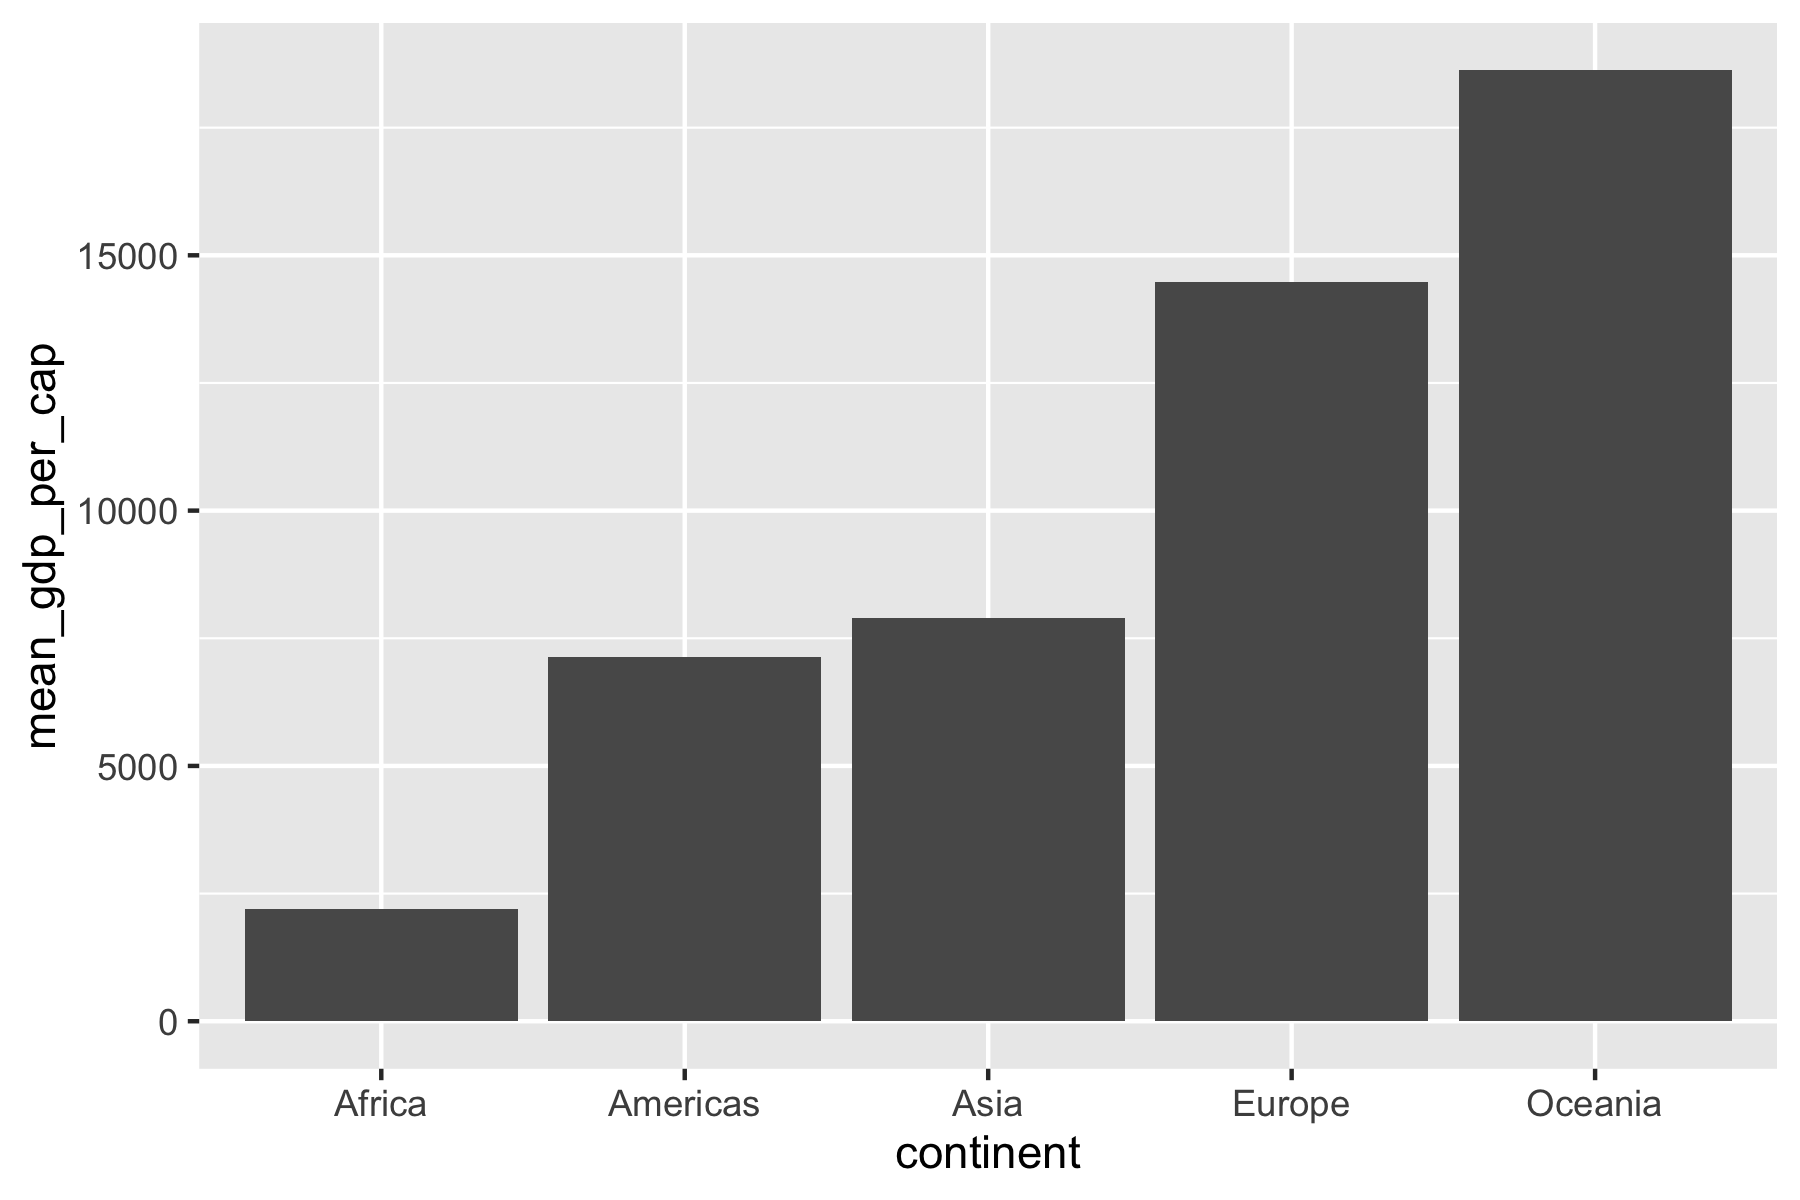 mean_gdp_per_cap
15000
10000
5000
0
Africa Americas Asia Europe Oceania
continent